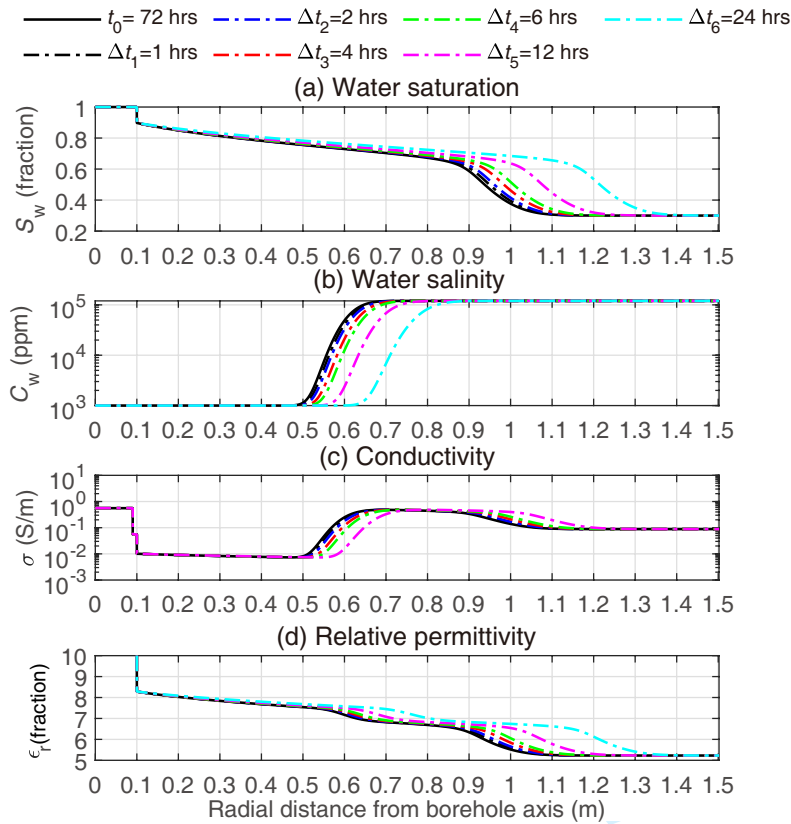 t₀= 72 hrs Δt₂=2 hrs Δt₄=6 hrs Δt₆=24 hrs
Δt₁=1 hrs Δt₃=4 hrs Δt₅=12 hrs
(a) Water saturation
S_w (fraction)
1
0.8
0.6
0.4
0.2
0 0.1 0.2 0.3 0.4 0.5 0.6 0.7 0.8 0.9 1 1.1 1.2 1.3 1.4 1.5
(b) Water salinity
C_w (ppm)
10⁵
10⁴
10³
0 0.1 0.2 0.3 0.4 0.5 0.6 0.7 0.8 0.9 1 1.1 1.2 1.3 1.4 1.5
(c) Conductivity
σ (S/m)
10¹
10⁰
10⁻¹
10⁻²
10⁻³
0 0.1 0.2 0.3 0.4 0.5 0.6 0.7 0.8 0.9 1 1.1 1.2 1.3 1.4 1.5
(d) Relative permittivity
ϵ_r(fraction)
10
9
8
7
6
5
0 0.1 0.2 0.3 0.4 0.5 0.6 0.7 0.8 0.9 1 1.1 1.2 1.3 1.4 1.5
Radial distance from borehole axis (m)